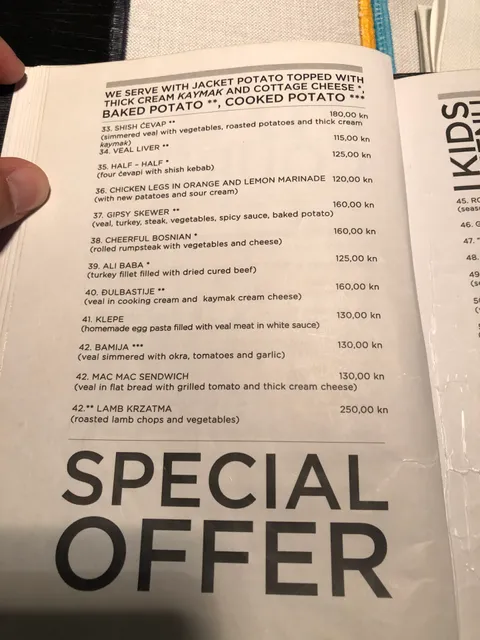 WE SERVE WITH JACKET POTATO TOPPED WITH
THICK CREAM KAYMAK AND COTTAGE CHEESE *,
BAKED POTATO **, COOKED POTATO ***
33. SHISH ČEVAP ** 180,00 kn
(simmered veal with vegetables, roasted potatoes and thick cream
kaymak)
34. VEAL LIVER ** 115,00 kn
35. HALF - HALF * 125,00 kn
(four ćevapi with shish kebab)
36. CHICKEN LEGS IN ORANGE AND LEMON MARINADE 120,00 kn
(with new patatoes and sour cream)
37. GIPSY SKEWER ** 160,00 kn
(veal, turkey, steak, vegetables, spicy sauce, baked potato)
38. CHEERFUL BOSNIAN * 160,00 kn
(rolled rumpsteak with vegetables and cheese)
39. ALI BABA * 125,00 kn
(turkey fillet filled with dried cured beef)
40. ĐULBASTIJE ** 160,00 kn
(veal in cooking cream and kaymak cream cheese)
41. KLEPE 130,00 kn
(homemade egg pasta filled with veal meat in white sauce)
42. BAMIJA *** 130,00 kn
(veal simmered with okra, tomatoes and garlic)
42. MAC MAC SENDWICH 130,00 kn
(veal in flat bread with grilled tomato and thick cream cheese)
42.** LAMB KRZATMA 250,00 kn
(roasted lamb chops and vegetables)
SPECIAL
OFFER
KIDS
45.
46.
47.
48.
49.